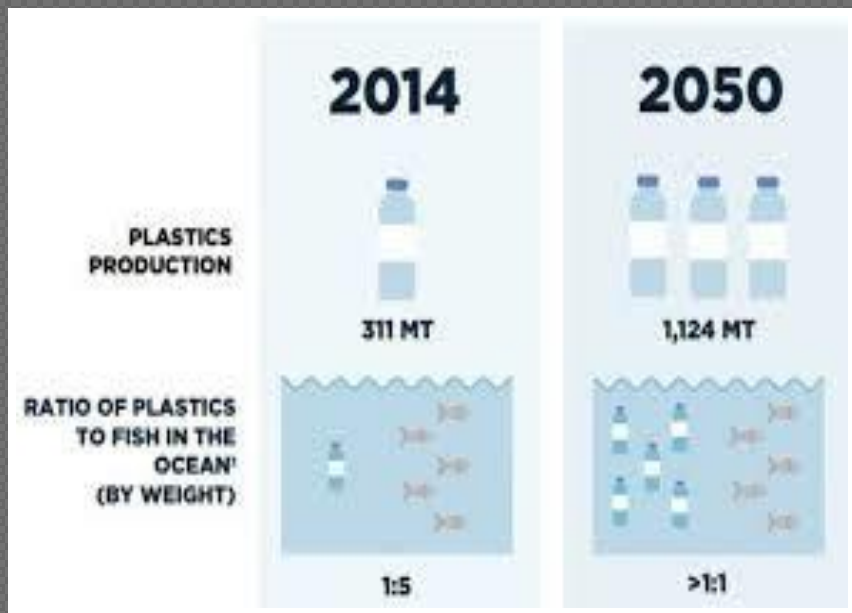 2014
2050
PLASTICS
PRODUCTION
311 MT
1,124 MT
RATIO OF PLASTICS
TO FISH IN THE
OCEAN¹
(BY WEIGHT)
1:5
>1:1